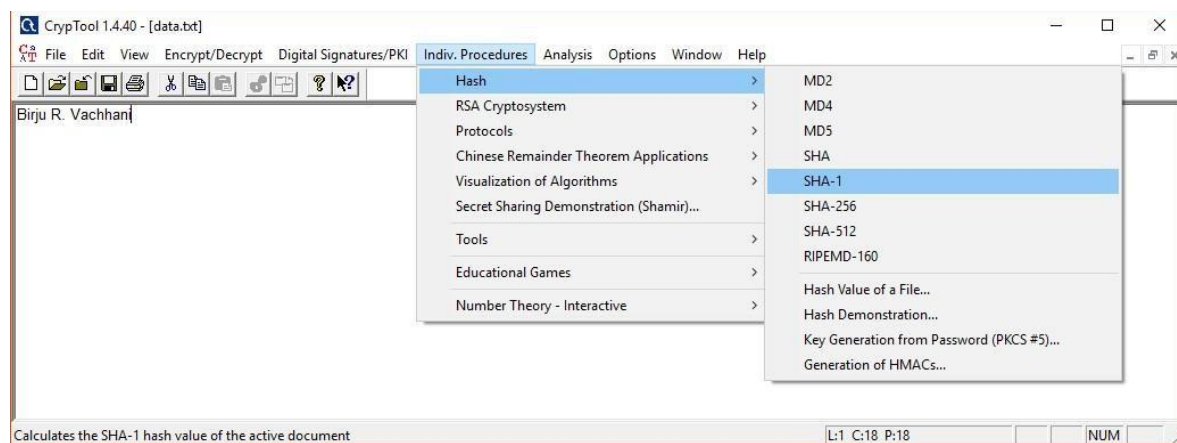 CrypTool 1.4.40 - [data.txt]
File Edit View Encrypt/Decrypt Digital Signatures/PKI Indiv. Procedures Analysis Options Window Help
Birju R. Vachhani
Hash
RSA Cryptosystem
Protocols
Chinese Remainder Theorem Applications
Visualization of Algorithms
Secret Sharing Demonstration (Shamir)...
Tools
Educational Games
Number Theory - Interactive
MD2
MD4
MD5
SHA
SHA-1
SHA-256
SHA-512
RIPEMD-160
Hash Value of a File...
Hash Demonstration...
Key Generation from Password (PKCS #5)...
Generation of HMACs...
Calculates the SHA-1 hash value of the active document L:1 C:18 P:18 NUM